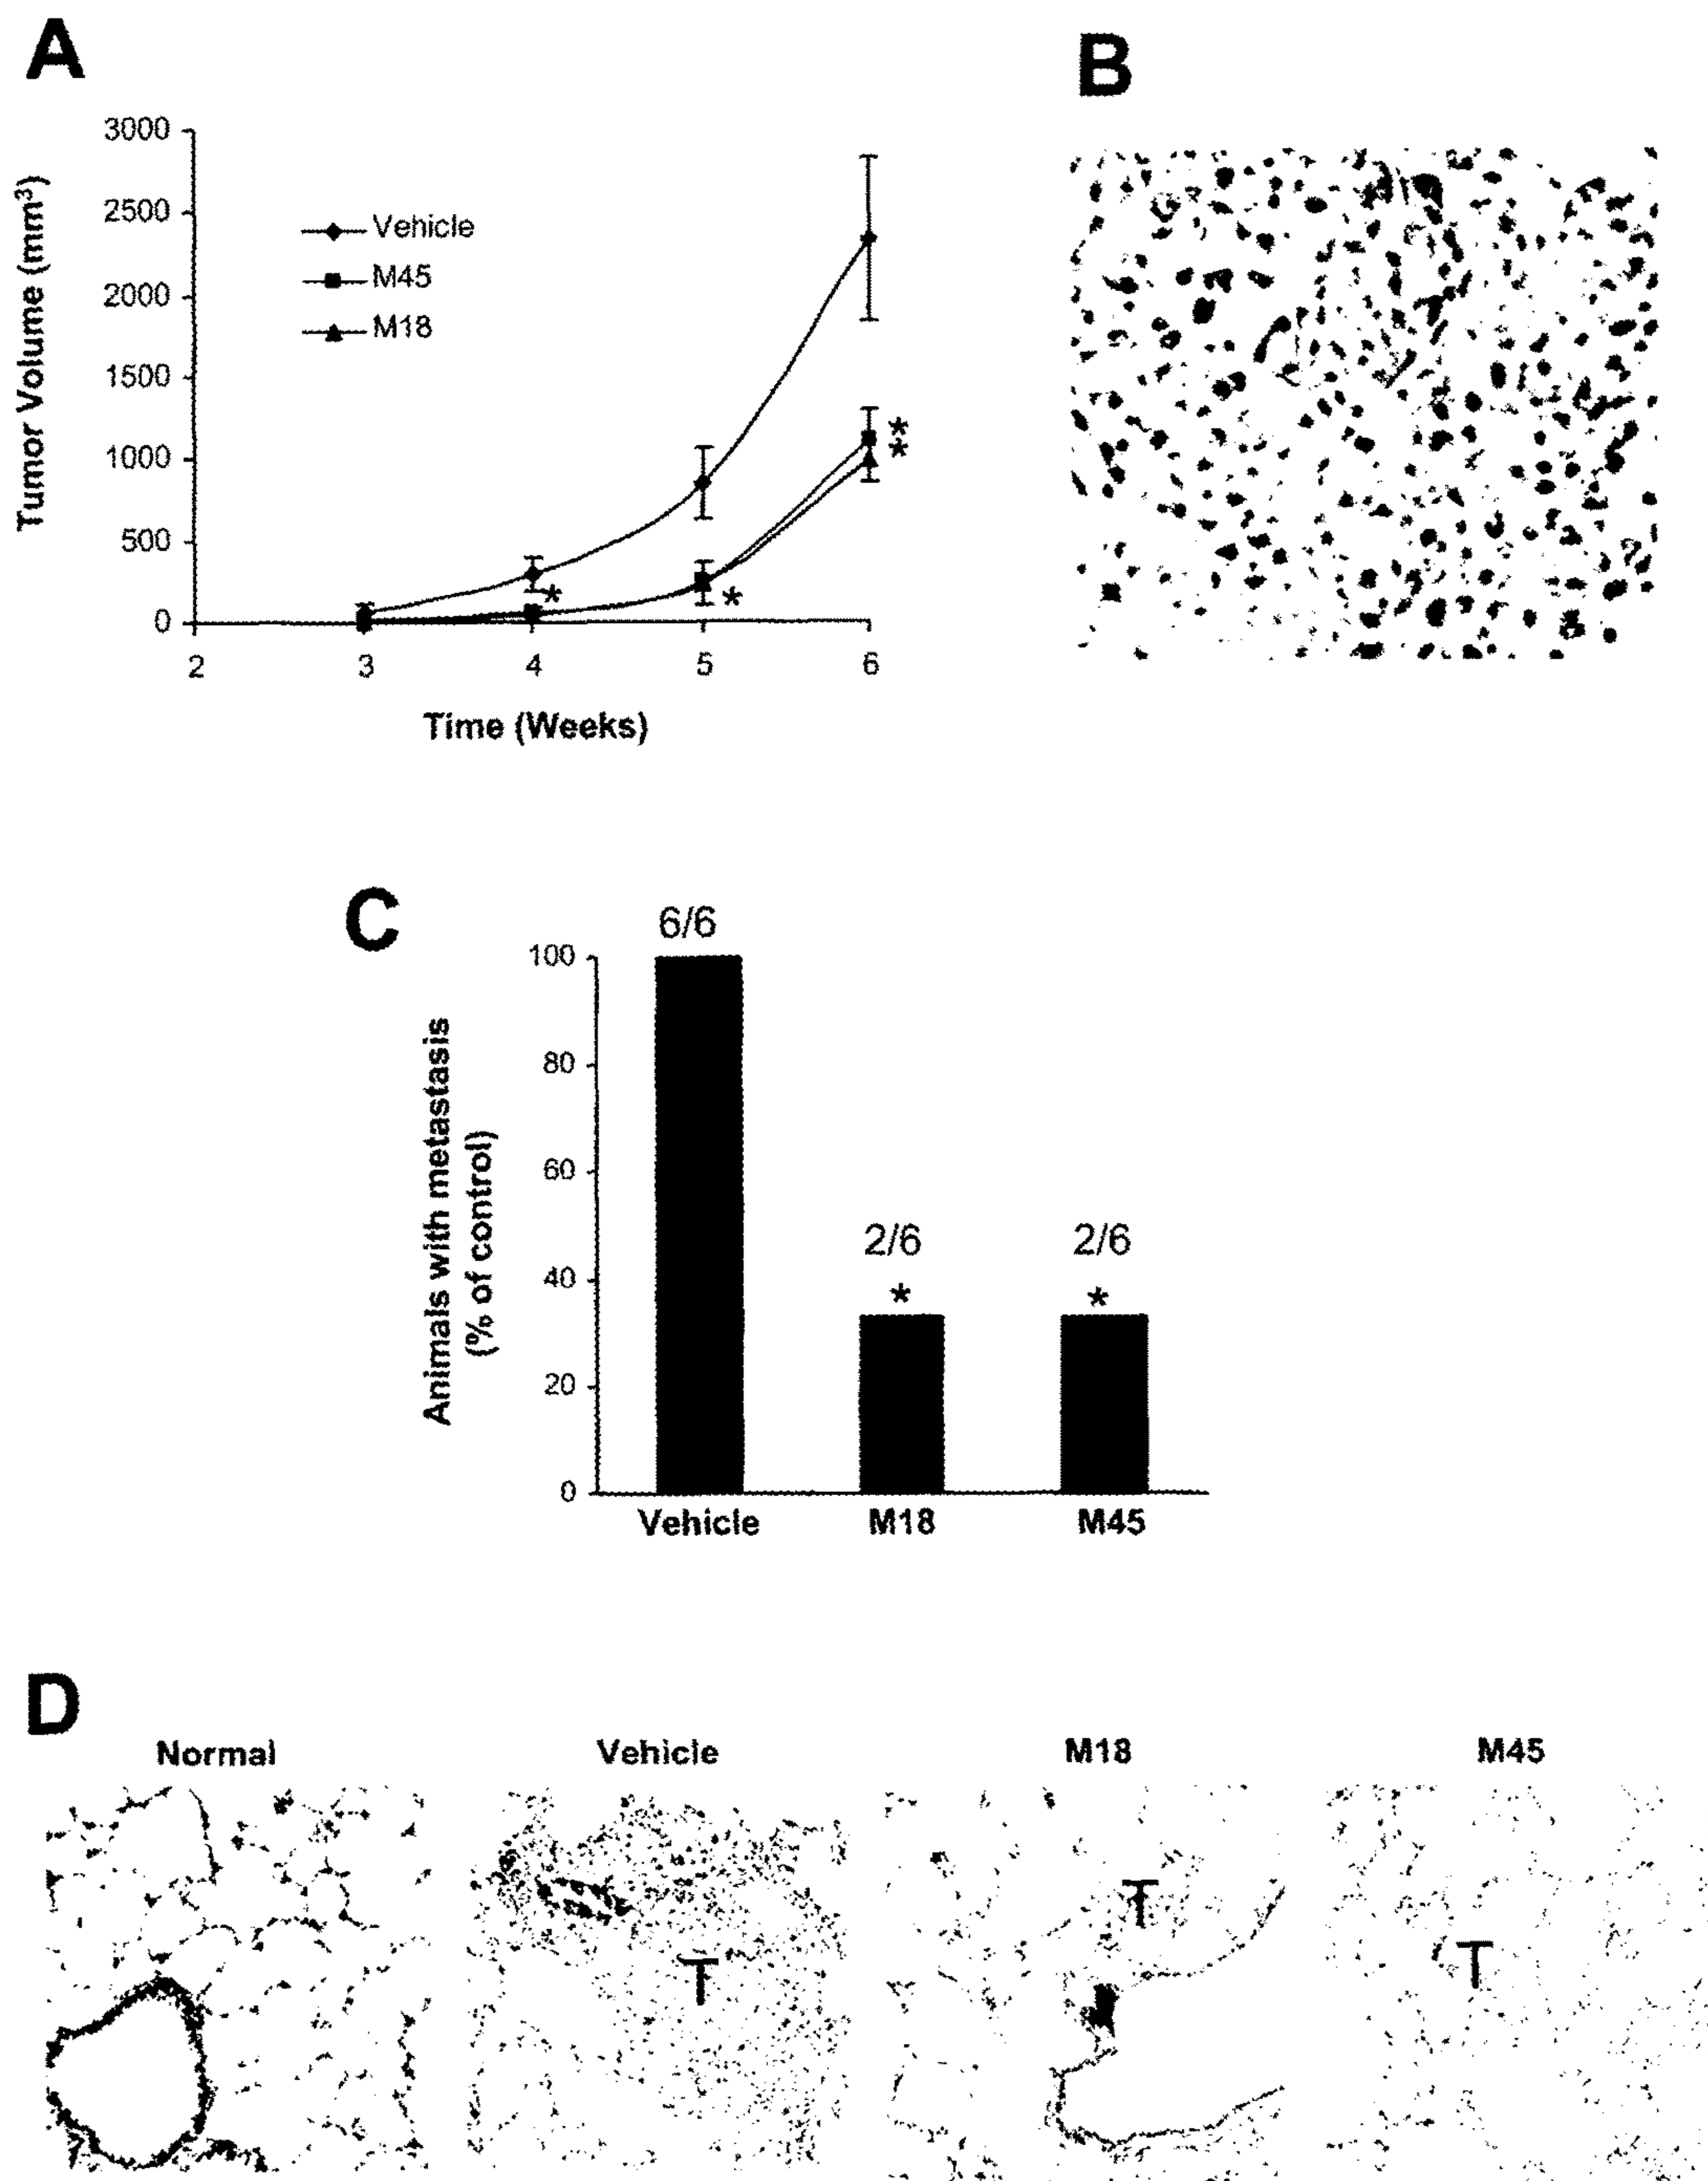 A
Tumor Volume (mm³)
3000
2500
2000
1500
1000
500
0
Vehicle
M45
M18
*
*
*
*
2 3 4 5 6
Time (Weeks)
B
C
Animals with metastasis
(% of control)
100
80
60
40
20
0
6/6
2/6 2/6
* *
Vehicle M18 M45
D
Normal Vehicle M18 M45
T T T